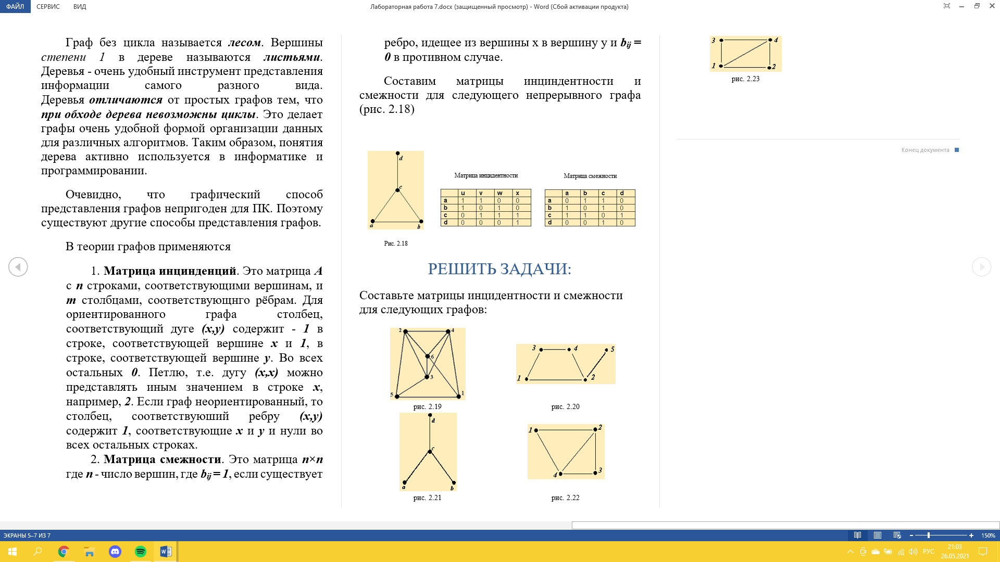 ФАЙЛ СЕРВИС ВИД
Лабораторная работа 7.docx (защищенный просмотр) - Word (Сбой активации продукта)
Граф без цикла называется лесом. Вершины
степени 1 в дереве называются листьями.
Деревья - очень удобный инструмент представления
информации самого разного вида.
Деревья отличаются от простых графов тем, что
при обходе дерева невозможны циклы. Это делает
графы очень удобной формой организации данных
для различных алгоритмов. Таким образом, понятия
дерева активно используется в информатике и
программировании.
Очевидно, что графический способ
представления графов непригоден для ПК. Поэтому
существуют другие способы представления графов.
В теории графов применяются
1. Матрица инцинденций. Это матрица А
с n строками, соответствующими вершинам, и
m столбцами, соответствующнго рёбрам. Для
ориентированного графа столбец,
соответствующий дуге (x,y) содержит - 1 в
строке, соответствующей вершине x и 1, в
строке, соответствующей вершине y. Во всех
остальных 0. Петлю, т.е. дугу (x,x) можно
представлять иным значением в строке x,
например, 2. Если граф неориентированный, то
столбец, соответствуюший ребру (x,y)
содержит 1, соответствующие x и y и нули во
всех остальных строках.
2. Матрица смежности. Это матрица n×n
где n - число вершин, где bij = 1, если существует
ребро, идещее из вершины x в вершину y и bij =
0 в противном случае.
Составим матрицы инциндентности и
смежности для следующего непрерывного графа
(рис. 2.18)
d
c
a b
Рис. 2.18
Матрица инцидентности
u v w x
a 1 1 0 0
b 1 0 1 0
c 0 1 1 1
d 0 0 0 1
Матрица смежности
a b c d
a 0 1 1 0
b 1 0 1 0
c 1 1 0 1
d 0 0 1 0
РЕШИТЬ ЗАДАЧИ:
Составьте матрицы инцидентности и смежности
для следующих графов:
2 4
6
3
5 1
рис. 2.19
3 4 5
1 2
рис. 2.20
d
c
a b
рис. 2.21
1 2
4 3
рис. 2.22
3 4
1 2
рис. 2.23
Конец документа
ЭКРАНЫ 5–7 ИЗ 7
150%
РУС
21:03
26.05.2021